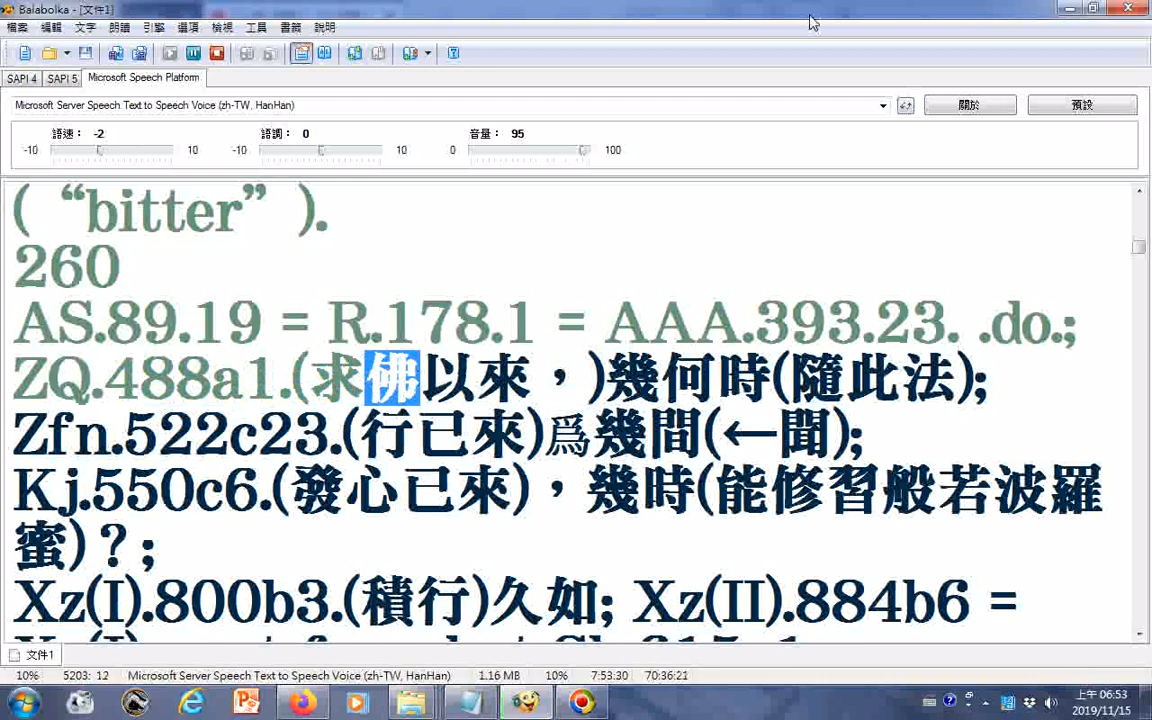 Balabolka - [文件1]
檔案 編輯 文字 朗讀 引擎 選項 檢視 工具 書籤 說明
SAPI 4 SAPI 5 Microsoft Speech Platform
Microsoft Server Speech Text to Speech Voice (zh-TW, HanHan) 關於 預設
語速： -2 語調： 0 音量： 95
-10 10 -10 10 0 100
(“bitter”).
260
AS.89.19 = R.178.1 = AAA.393.23. .do.;
ZQ.488a1.(求佛以來，)幾何時(隨此法);
Zfn.522c23.(行已來)爲幾間(←聞);
Kj.550c6.(發心已來)，幾時(能修習般若波羅
蜜)？;
Xz(I).800b3.(積行)久如; Xz(II).884b6 =
文件1
10% 5203: 12 Microsoft Server Speech Text to Speech Voice (zh-TW, HanHan) 1.16 MB 10% 7:53:30 70:36:21
上午 06:53
2019/11/15